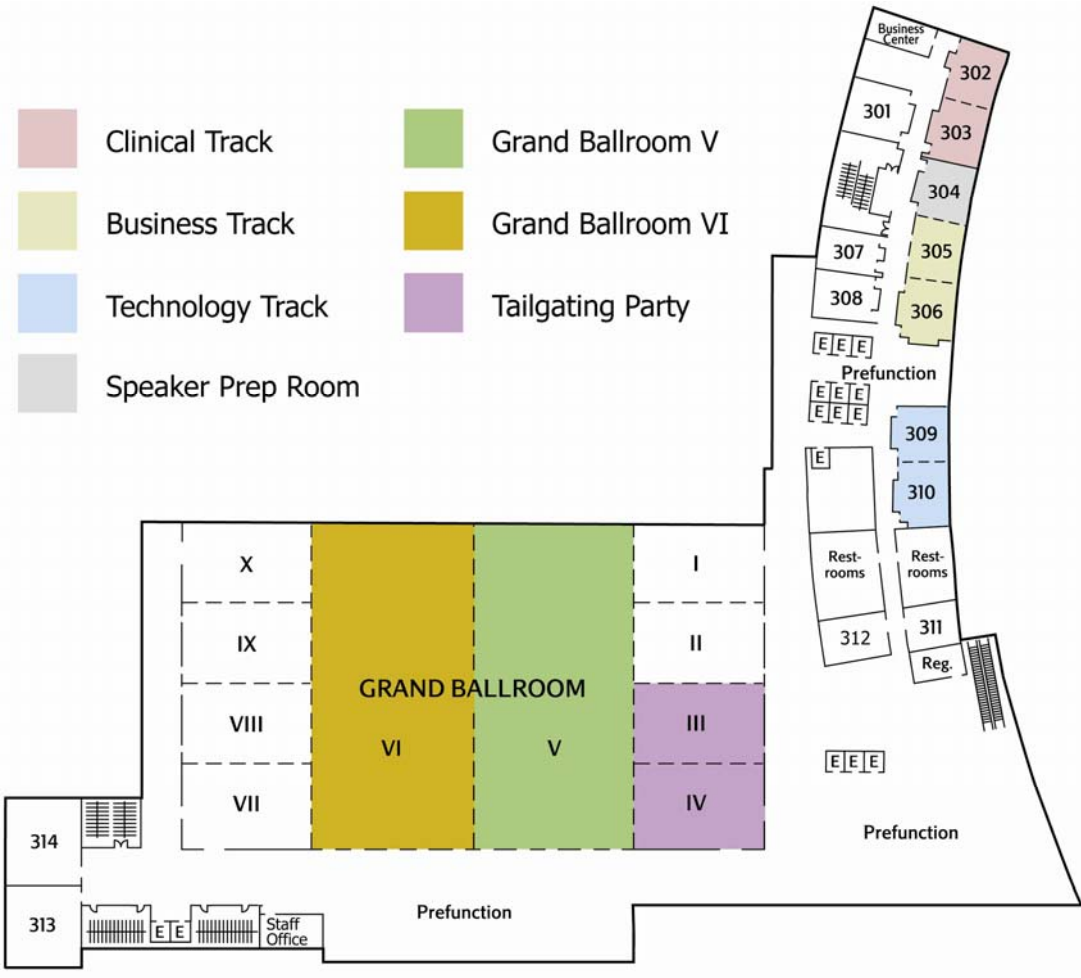 Clinical Track
Business Track
Technology Track
Speaker Prep Room
Grand Ballroom V
Grand Ballroom VI
Tailgating Party
Business
Center
302
303
301
304
305
306
307
308
E E E
Prefunction
E E E
E E E
309
310
E
Rest-
rooms
Rest-
rooms
312
311
Reg.
E E E
Prefunction
X
IX
VIII
VII
GRAND BALLROOM
VI
V
I
II
III
IV
314
313
E E
Staff
Office
Prefunction